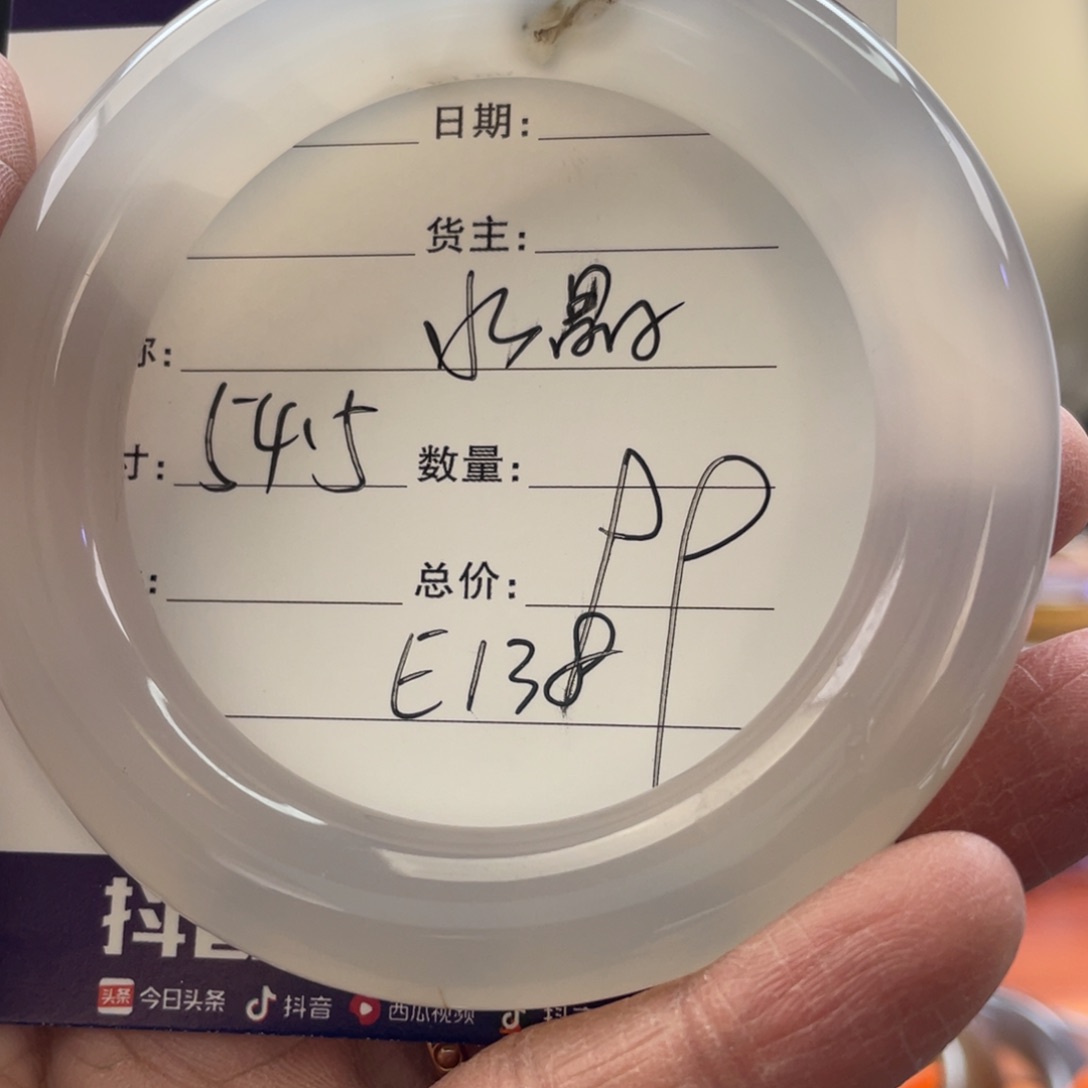 日期:
货主:
水晶
尔:
54.5
寸:
数量:
PP
:
总价:
E138
抖音
头条 今日头条 抖音 西瓜视频